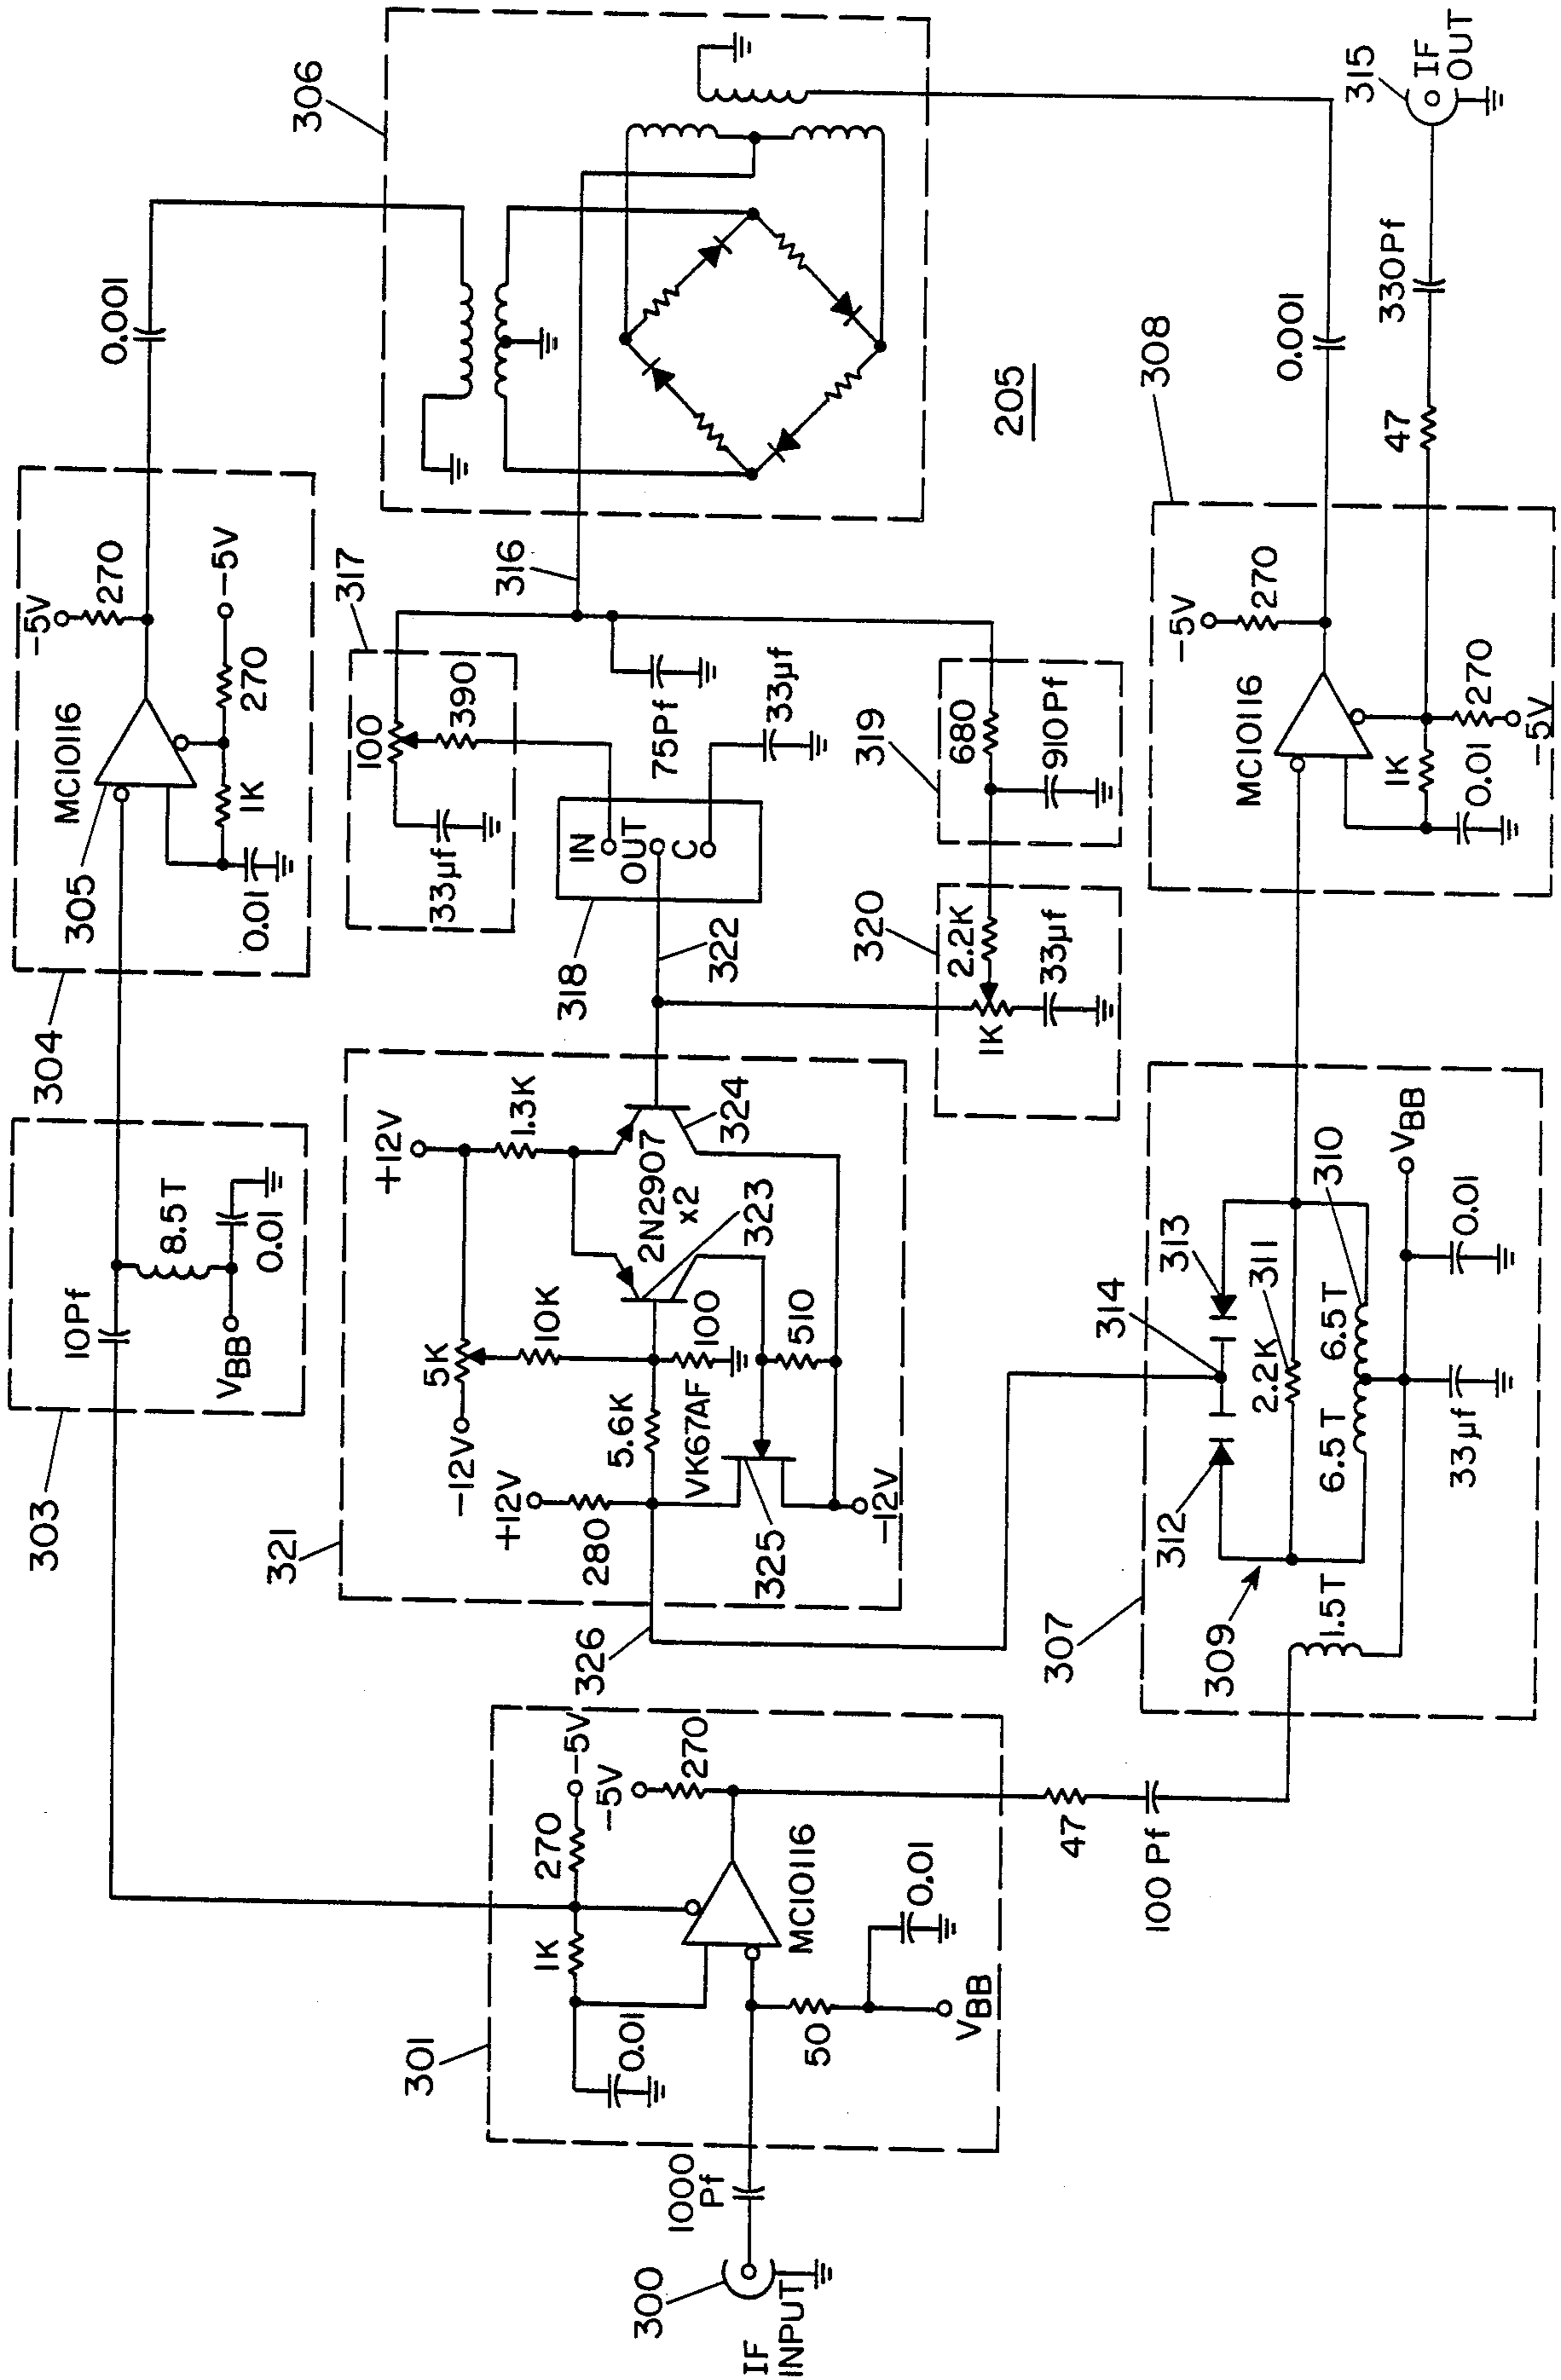 306
0.001
-5V
270
MC10116
305
-5V
270
1K
0.01
304
303
10Pf
8.5T
0.01
VBB
205
316
317
100
390
33µf
75Pf
33µf
IN
OUT
C
318
322
319
680
910Pf
320
2.2K
33µf
1K
321
+12V
1.3K
324
2N2907
x2
323
5K
-12V
10K
100
510
5.6K
VK67AF
+12V
280
325
-12V
326
301
-5V
270
-5V
270
1K
MC10116
0.01
0.01
50
VBB
1000
Pf
300
IF
INPUT
47
100 Pf
307
309
1.5T
312
314
313
311
2.2K
6.5T
6.5T
310
VBB
33µf
0.01
308
-5V
270
MC10116
1K
0.01
270
-5V
0.001
47
330Pf
315
IF
OUT